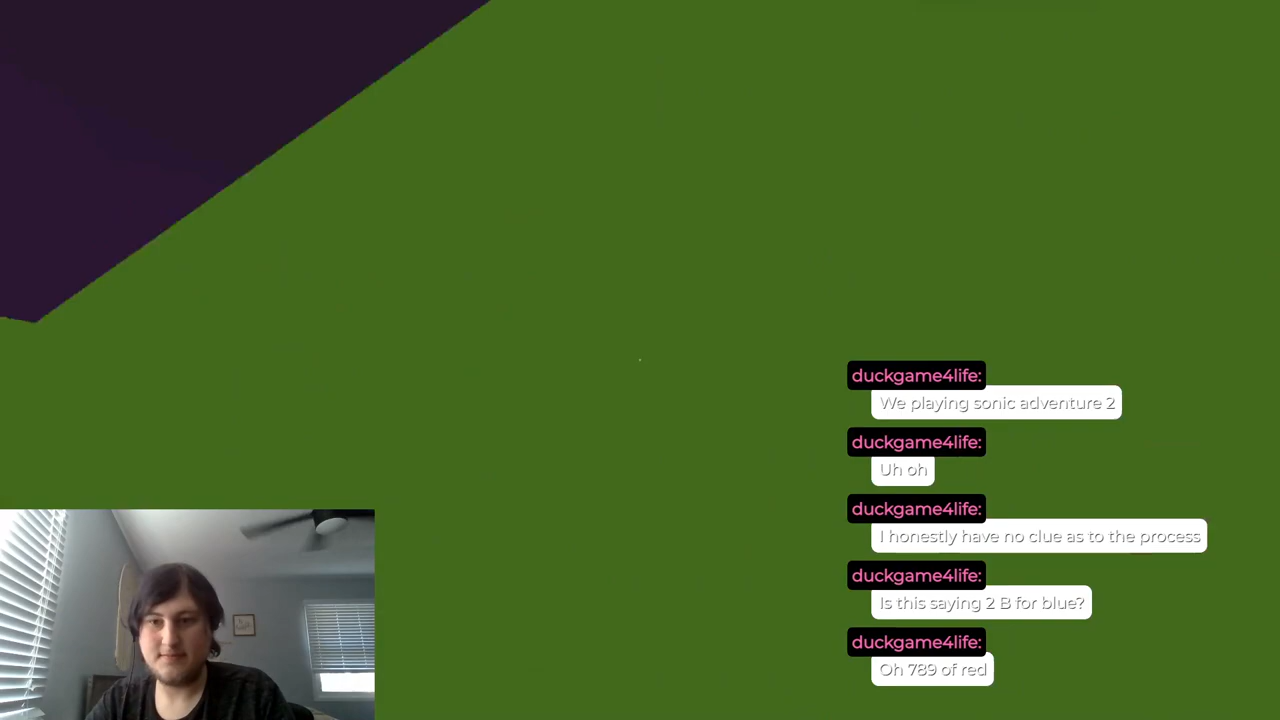 duckgame4life:
We playing sonic adventure 2
duckgame4life:
Uh oh
duckgame4life:
I honestly have no clue as to the process
duckgame4life:
Is this saying 2 B for blue?
duckgame4life:
Oh 789 of red